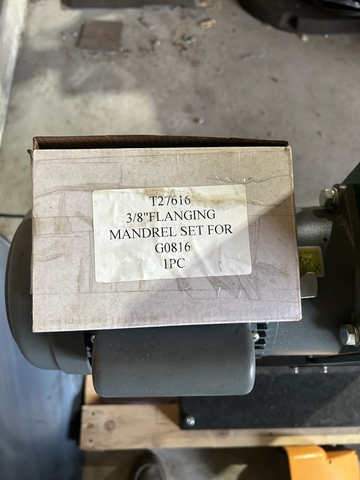 T27616
3/8"FLANGING
MANDREL SET FOR
G0816
1PC